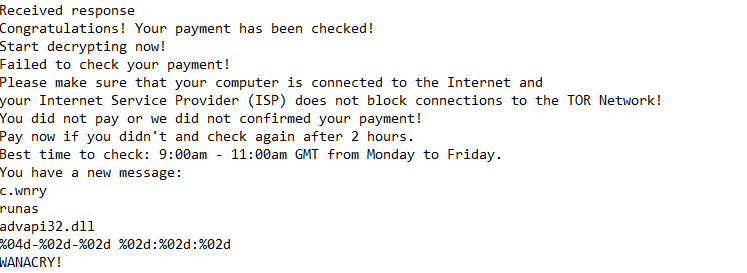 Received response
Congratulations! Your payment has been checked!
Start decrypting now!
Failed to check your payment!
Please make sure that your computer is connected to the Internet and
your Internet Service Provider (ISP) does not block connections to the TOR Network!
You did not pay or we did not confirmed your payment!
Pay now if you didn't and check again after 2 hours.
Best time to check: 9:00am - 11:00am GMT from Monday to Friday.
You have a new message:
c.wnry
runas
advapi32.dll
%04d-%02d-%02d %02d:%02d:%02d
WANACRY!